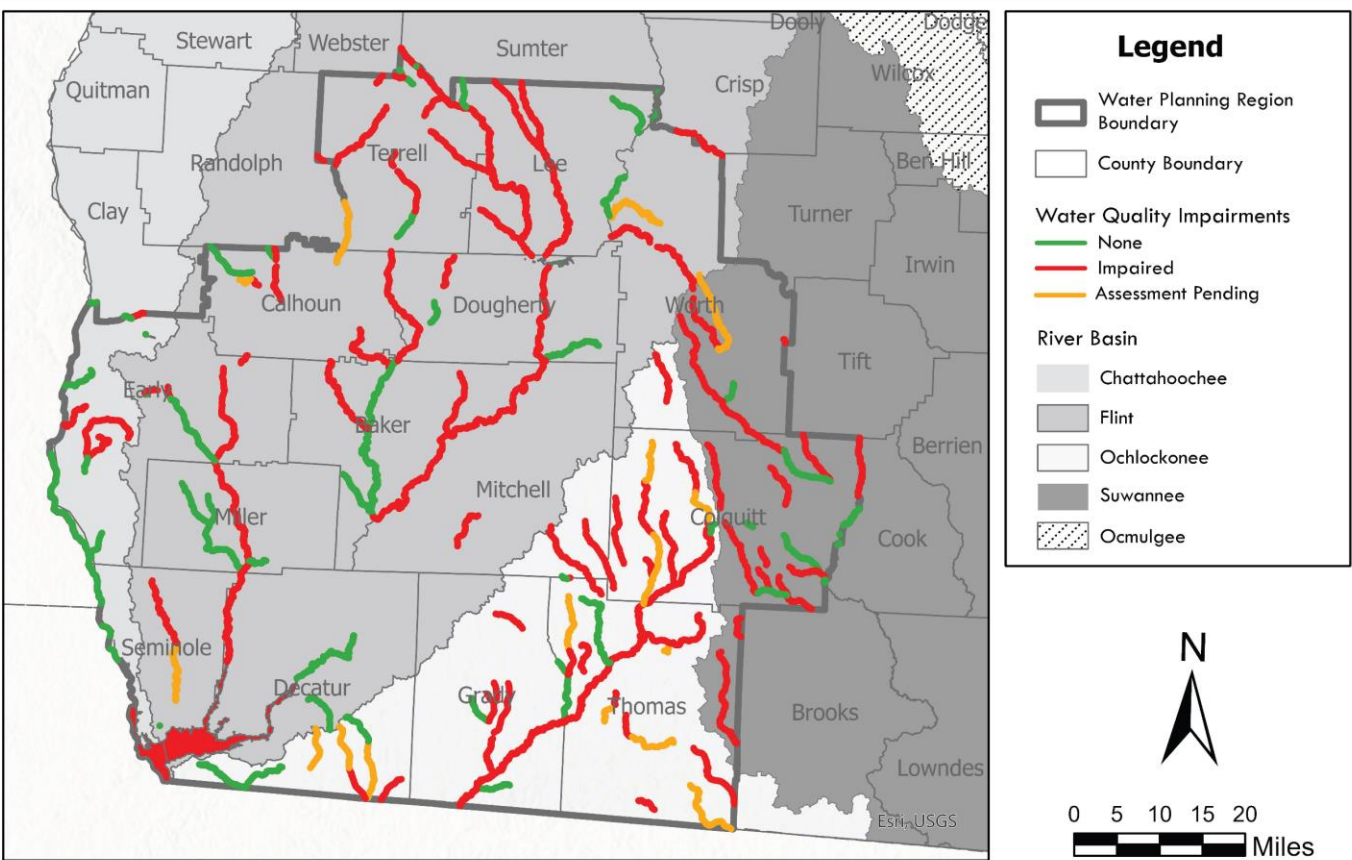 Stewart
Webster
Sumter
Dooly
Dodge
Quitman
Crisp
Wilcox
Randolph
Terrell
Lee
Ben Hill
Clay
Turner
Irwin
Calhoun
Dougherty
Worth
Tift
Early
Baker
Berrien
Mitchell
Miller
Colquitt
Cook
Seminole
Decatur
Grady
Thomas
Brooks
Lowndes
Esri, USGS
Legend
Water Planning Region
Boundary
County Boundary
Water Quality Impairments
None
Impaired
Assessment Pending
River Basin
Chattahoochee
Flint
Ochlockonee
Suwannee
Ocmulgee
N
0 5 10 15 20
Miles